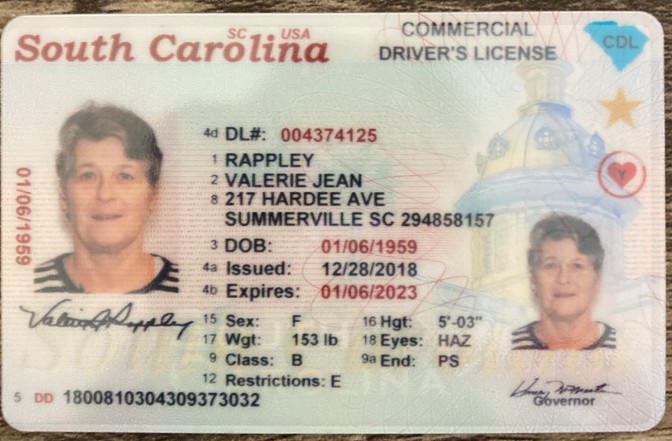 SC USA
South Carolina
COMMERCIAL
DRIVER'S LICENSE
CDL
4d DL#: 004374125
1 RAPPLEY
2 VALERIE JEAN
8 217 HARDEE AVE
SUMMERVILLE SC 294858157
Y
01/06/1959
3 DOB: 01/06/1959
4a Issued: 12/28/2018
4b Expires: 01/06/2023
15 Sex: F 16 Hgt: 5'-03"
17 Wgt: 153 lb 18 Eyes: HAZ
9 Class: B 9a End: PS
12 Restrictions: E
Valerie J Rappley
5 DD 1800810304309373032
Governor